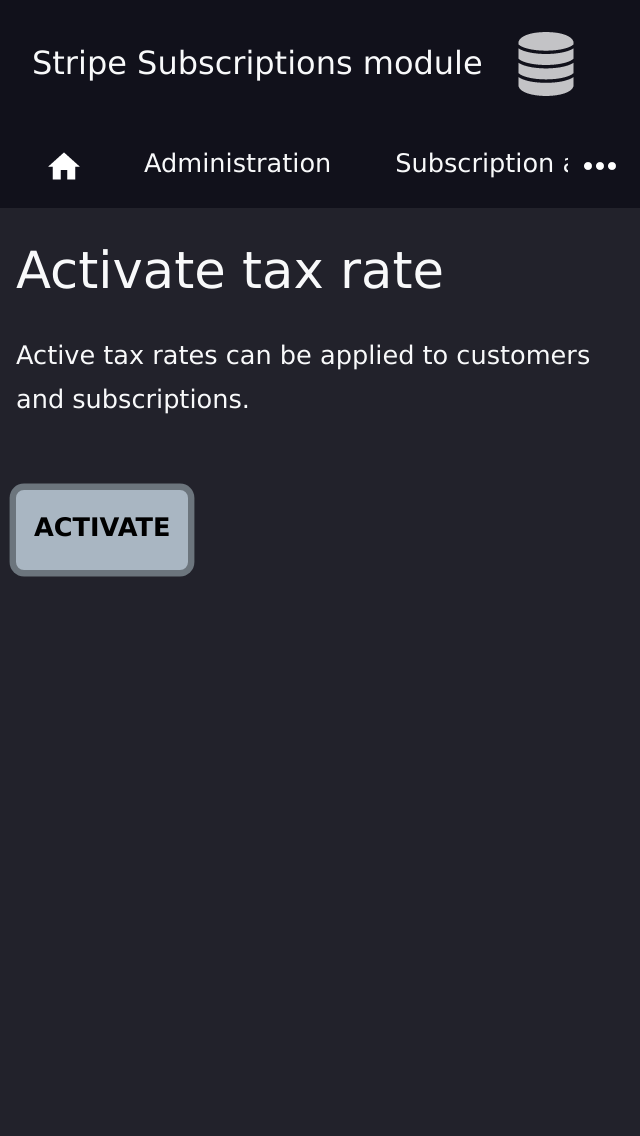 Stripe Subscriptions module
Administration
Subscription
Activate tax rate
Active tax rates can be applied to customers
and subscriptions.
ACTIVATE